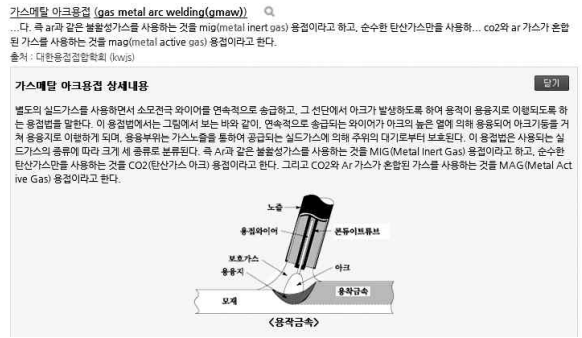 가스메탈 아크용접 (gas metal arc welding(gmaw))
...다. 즉 ar과 같은 불활성가스를 사용하는 것을 mig(metal inert gas) 용접이라고 하고, 순수한 탄산가스만을 사용하... co2와 ar 가스가 혼합
된 가스를 사용하는 것을 mag(metal active gas) 용접이라고 한다.
출처 : 대한용접접합학회 (kwjs)
가스메탈 아크용접 상세내용
닫기
별도의 실드가스를 사용하면서 소모전극 와이어를 연속적으로 송급하고, 그 선단에서 아크가 발생하도록 하여 용적이 용융지로 이행되도록 하
는 용접법을 말한다. 이 용접법에서는 그림에서 보는 바와 같이, 연속적으로 송급되는 와이어가 아크의 높은 열에 의해 용융되어 아크기둥을 거
쳐 용융지로 이행하게 되며, 용융부위는 가스노즐을 통하여 공급되는 실드가스에 의해 주위의 대기로부터 보호된다. 이 용접법은 사용되는 실
드가스의 종류에 따라 크게 세 종류로 분류된다. 즉 Ar과 같은 불활성가스를 사용하는 것을 MIG(Metal Inert Gas) 용접이라고 하고, 순수한
탄산가스만을 사용하는 것을 CO2(탄산가스 아크) 용접이라고 한다. 그리고 CO2와 Ar 가스가 혼합된 가스를 사용하는 것을 MAG(Metal Act
ive Gas) 용접이라고 한다.
노즐
용접와이어
콘듀이트튜브
보호가스
용융지
아크
모재
용착금속
<용착금속>